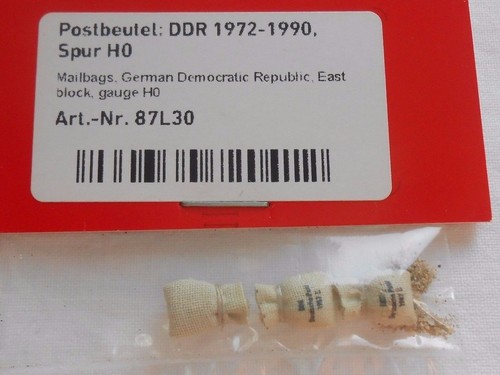 Postbeutel: DDR 1972-1990,
Spur H0
Mailbags, German Democratic Republic, East
block, gauge H0
Art.-Nr. 87L30